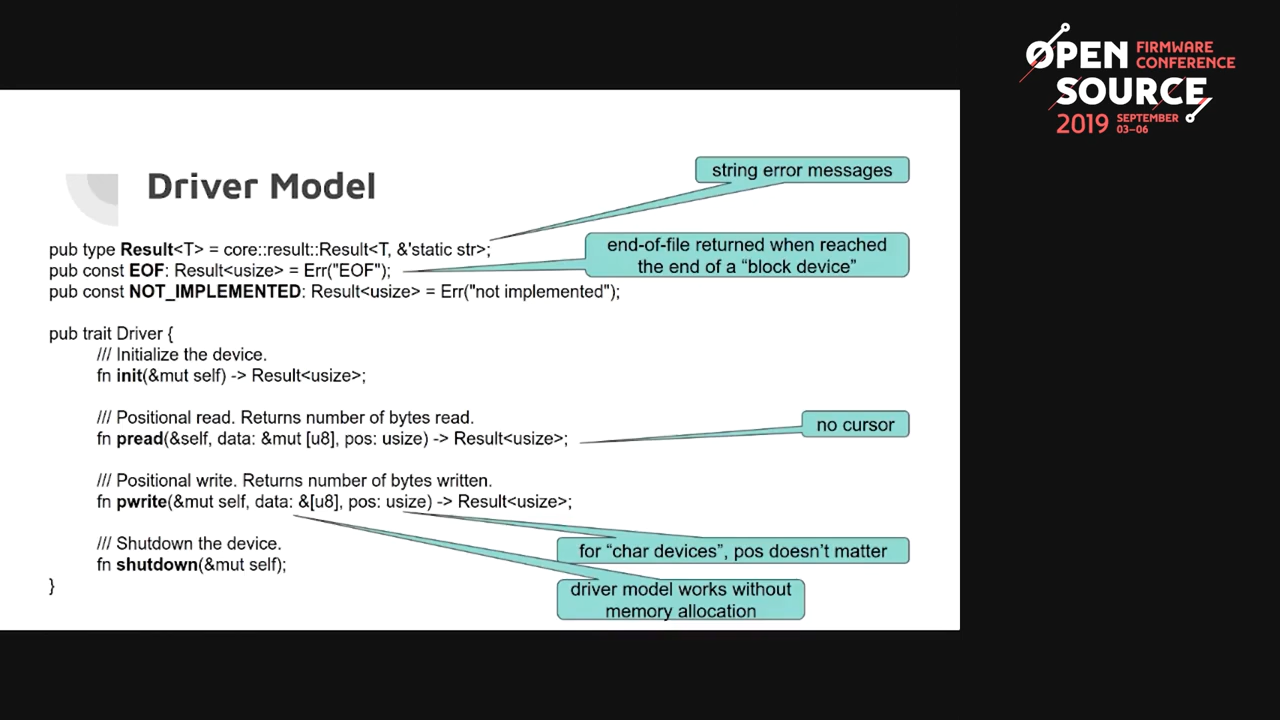 OPEN FIRMWARE
CONFERENCE
SOURCE
2019 SEPTEMBER
03–06
Driver Model
string error messages
pub type Result<T> = core::result::Result<T, &'static str>;
end-of-file returned when reached
the end of a “block device”
pub const EOF: Result<usize> = Err("EOF");
pub const NOT_IMPLEMENTED: Result<usize> = Err("not implemented");
pub trait Driver {
/// Initialize the device.
fn init(&mut self) -> Result<usize>;
/// Positional read. Returns number of bytes read.
fn pread(&self, data: &mut [u8], pos: usize) -> Result<usize>;
no cursor
/// Positional write. Returns number of bytes written.
fn pwrite(&mut self, data: &[u8], pos: usize) -> Result<usize>;
for “char devices”, pos doesn’t matter
/// Shutdown the device.
fn shutdown(&mut self);
driver model works without
memory allocation
}